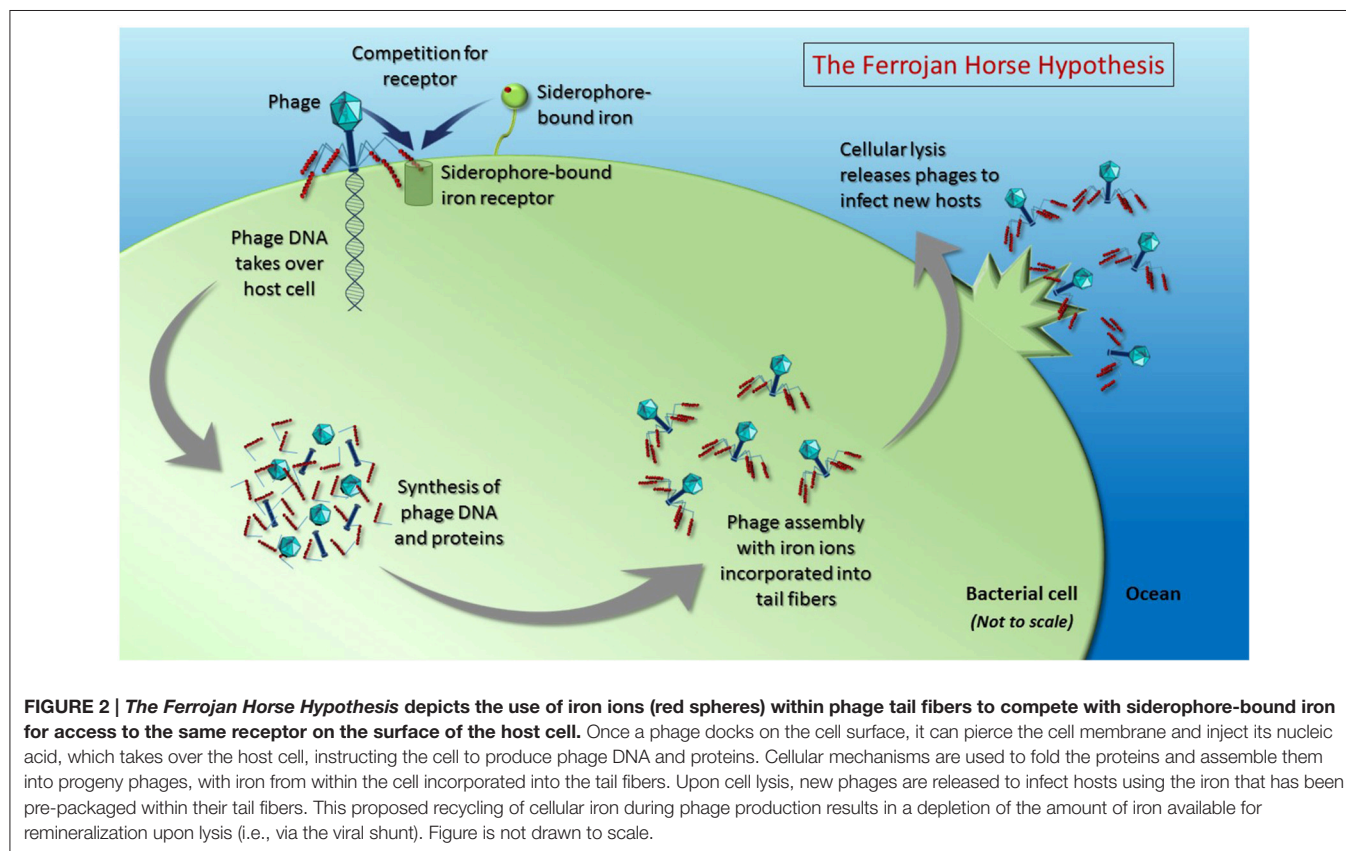 The Ferrojan Horse Hypothesis
Competition for
receptor
Phage
Siderophore-
bound iron
Siderophore-bound
iron receptor
Cellular lysis
releases phages to
infect new hosts
Phage DNA
takes over
host cell
Synthesis of
phage DNA
and proteins
Phage assembly
with iron ions
incorporated into
tail fibers
Bacterial cell
(Not to scale)
Ocean
FIGURE 2 | The Ferrojan Horse Hypothesis depicts the use of iron ions (red spheres) within phage tail fibers to compete with siderophore-bound iron
for access to the same receptor on the surface of the host cell. Once a phage docks on the cell surface, it can pierce the cell membrane and inject its nucleic
acid, which takes over the host cell, instructing the cell to produce phage DNA and proteins. Cellular mechanisms are used to fold the proteins and assemble them
into progeny phages, with iron from within the cell incorporated into the tail fibers. Upon cell lysis, new phages are released to infect hosts using the iron that has been
pre-packaged within their tail fibers. This proposed recycling of cellular iron during phage production results in a depletion of the amount of iron available for
remineralization upon lysis (i.e., via the viral shunt). Figure is not drawn to scale.